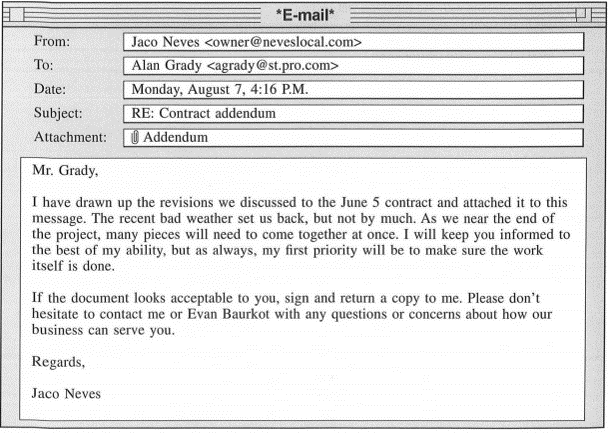 *E-mail*
From: Jaco Neves <owner@neveslocal.com>
To: Alan Grady <agrady@st.pro.com>
Date: Monday, August 7, 4:16 P.M.
Subject: RE: Contract addendum
Attachment: Addendum
Mr. Grady,
I have drawn up the revisions we discussed to the June 5 contract and attached it to this
message. The recent bad weather set us back, but not by much. As we near the end of
the project, many pieces will need to come together at once. I will keep you informed to
the best of my ability, but as always, my first priority will be to make sure the work
itself is done.
If the document looks acceptable to you, sign and return a copy to me. Please don't
hesitate to contact me or Evan Baurkot with any questions or concerns about how our
business can serve you.
Regards,
Jaco Neves